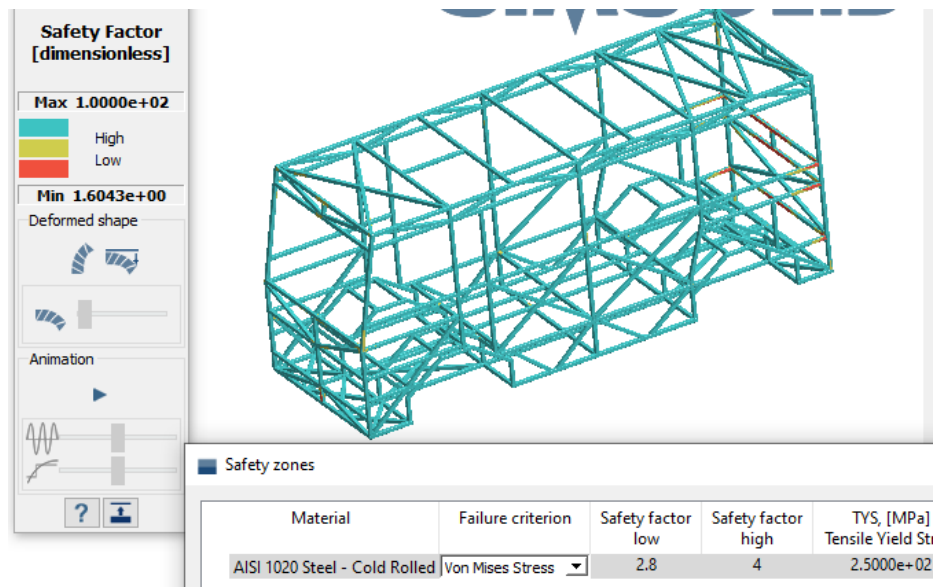 Safety Factor
[dimensionless]
Max 1.0000e+02
High
Low
Min 1.6043e+00
Deformed shape
Animation
?
Safety zones
Material Failure criterion Safety factor low Safety factor high TYS, [MPa] Tensile Yield Str
AISI 1020 Steel - Cold Rolled Von Mises Stress 2.8 4 2.5000e+02